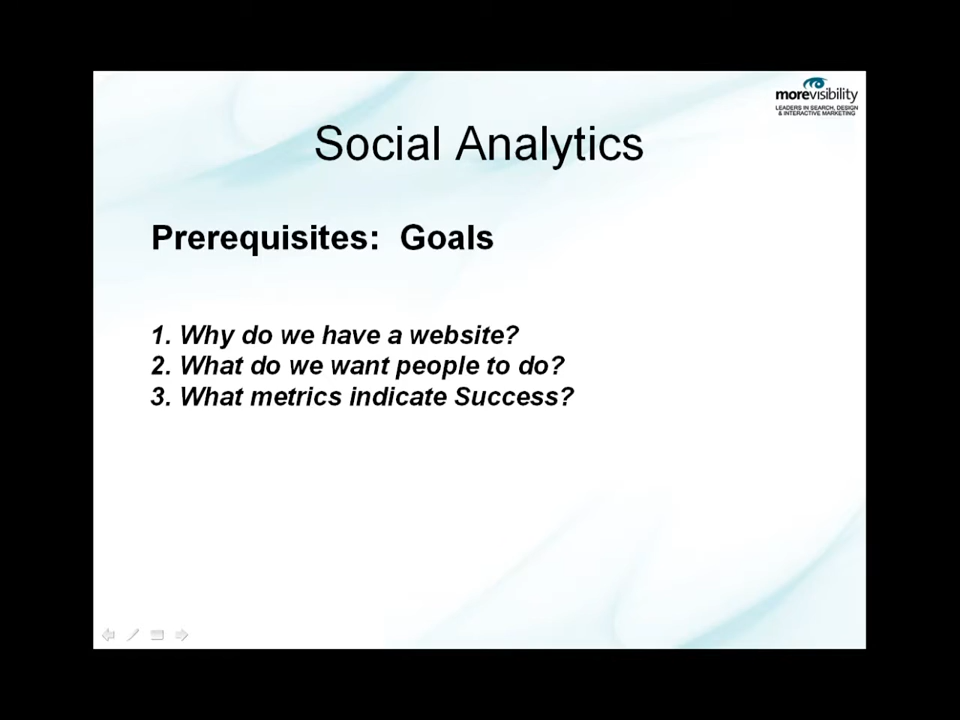 morevisibility
LEADERS IN SEARCH, DESIGN
& INTERACTIVE MARKETING
Social Analytics
Prerequisites: Goals
1. Why do we have a website?
2. What do we want people to do?
3. What metrics indicate Success?